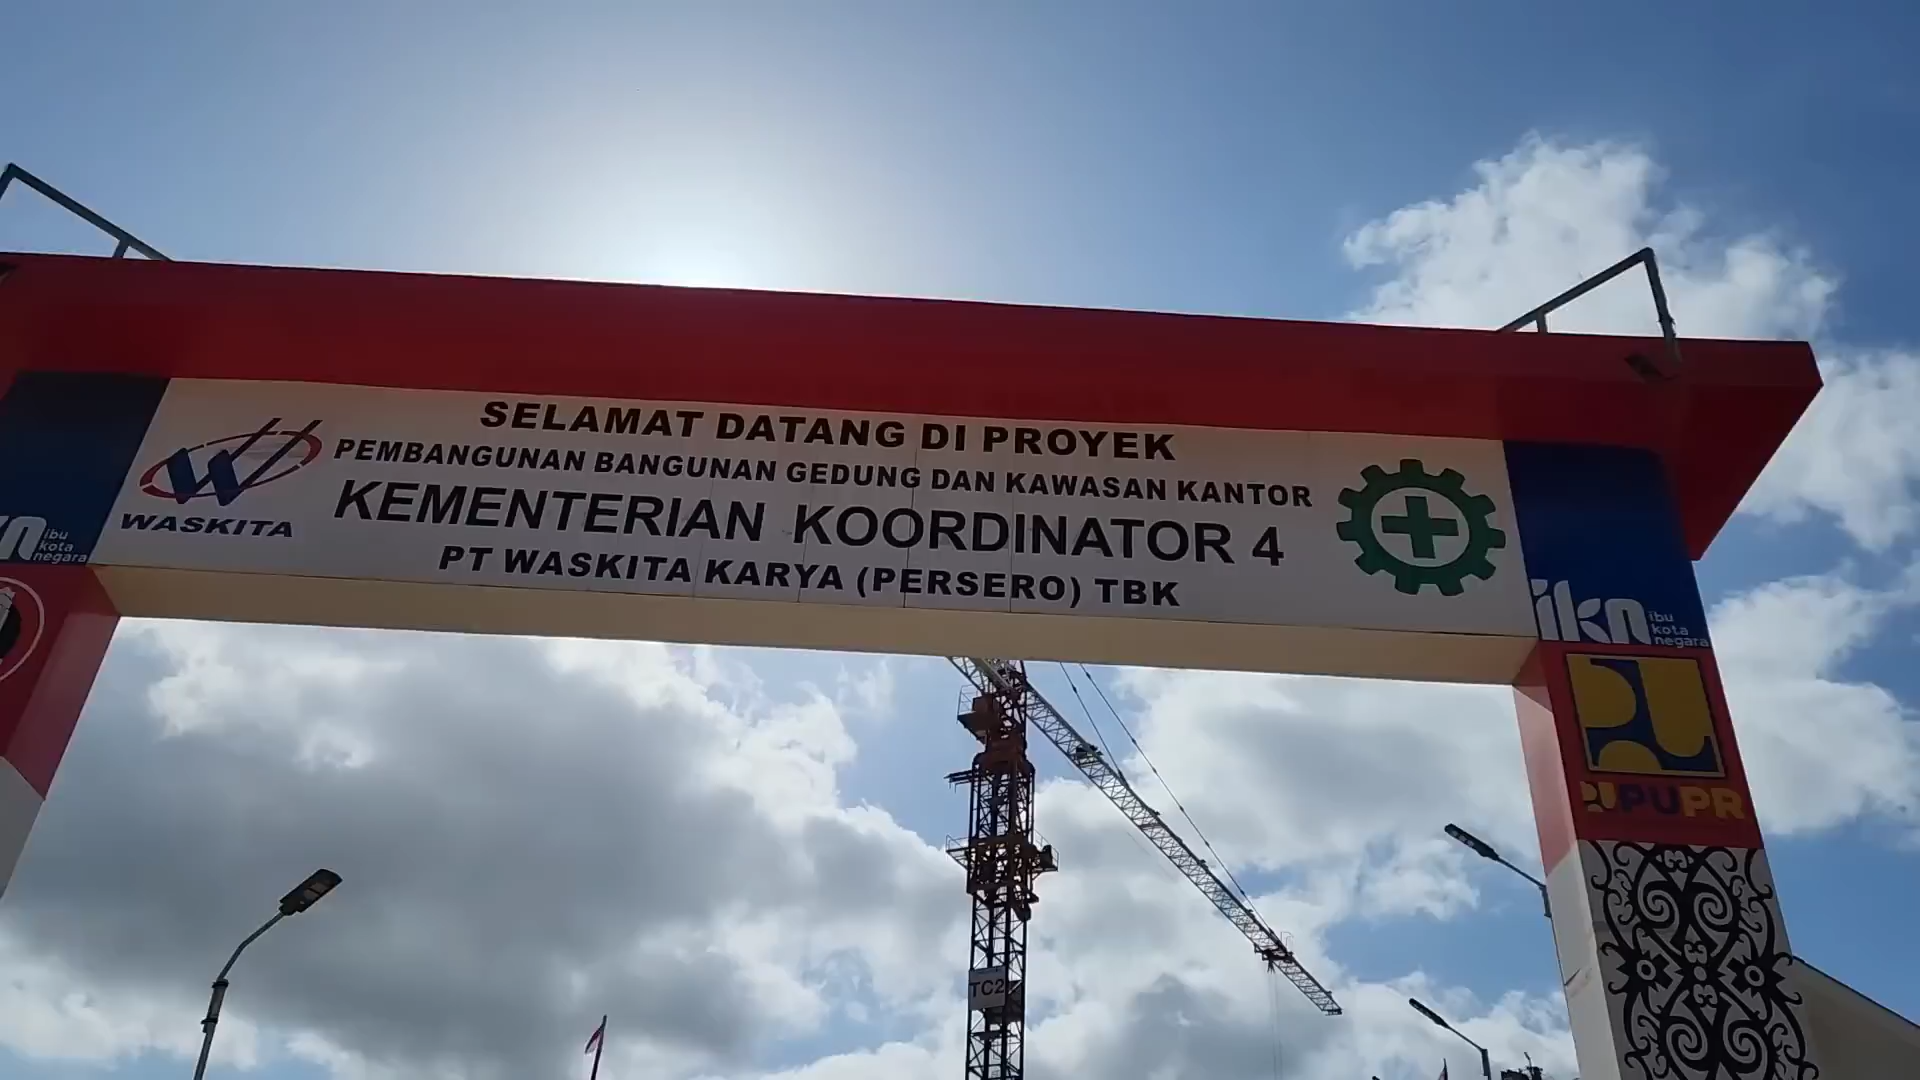 SELAMAT DATANG DI PROYEK
PEMBANGUNAN BANGUNAN GEDUNG DAN KAWASAN KANTOR
KEMENTERIAN KOORDINATOR 4
PT WASKITA KARYA (PERSERO) TBK
WASKITA
ibu
kota
negara
ikn
ibu
kota
negara
PUPR
TC2